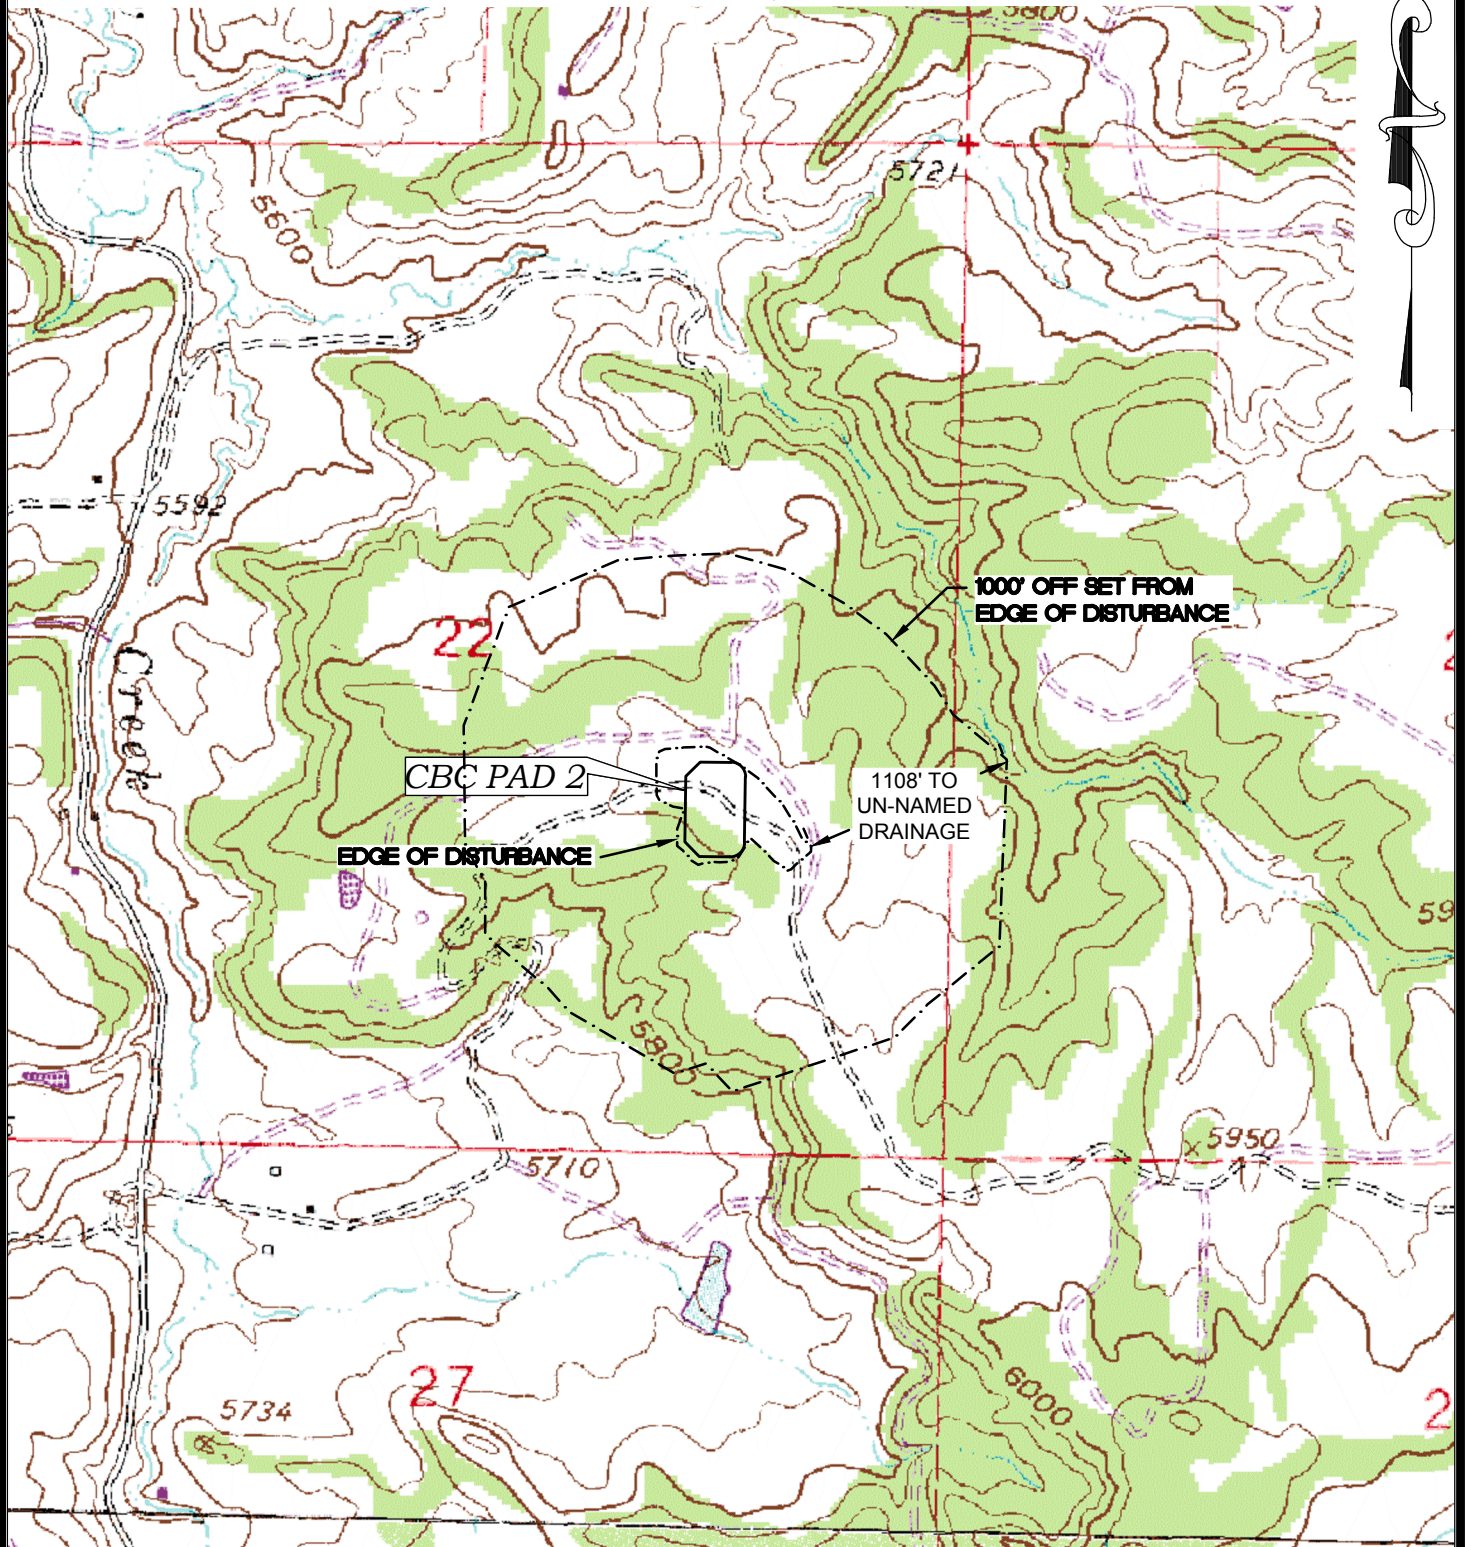 5800
5721
5600
5592
1000' OFF SET FROM
EDGE OF DISTURBANCE
22
Creek
CBC PAD 2
1108' TO
UN-NAMED
DRAINAGE
EDGE OF DISTURBANCE
59
5800
5950
5710
27
6000
5734
2